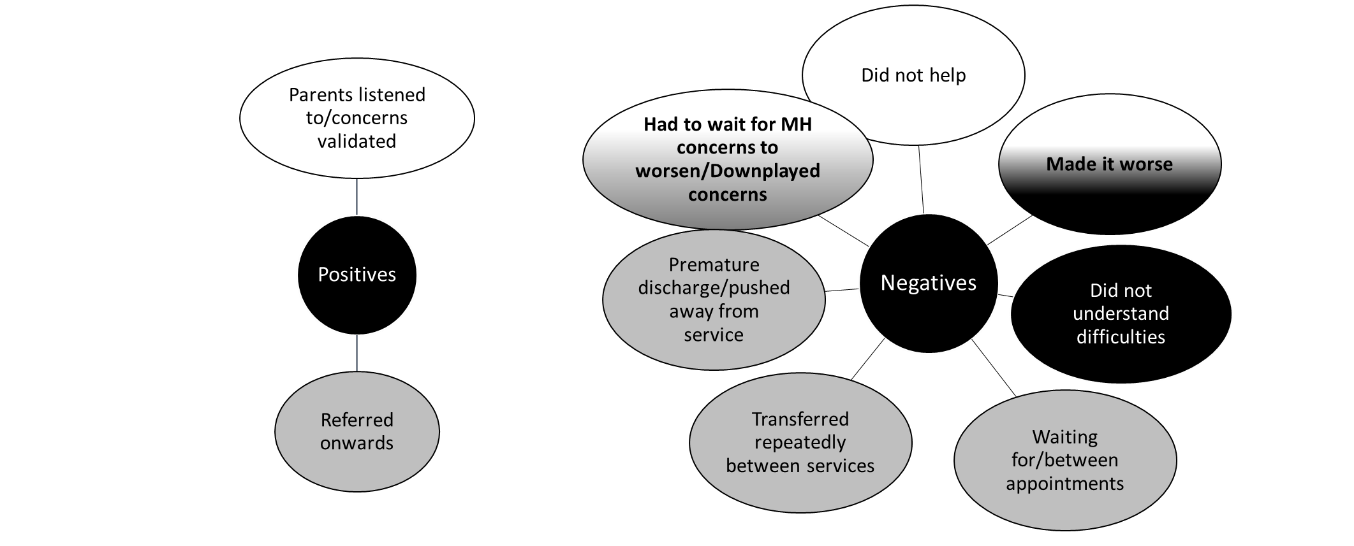 Parents listened
to/concerns
validated
Positives
Referred
onwards
Did not help
Had to wait for MH
concerns to
worsen/Downplayed
concerns
Made it worse
Premature
discharge/pushed
away from
service
Negatives
Did not
understand
difficulties
Transferred
repeatedly
between services
Waiting
for/between
appointments